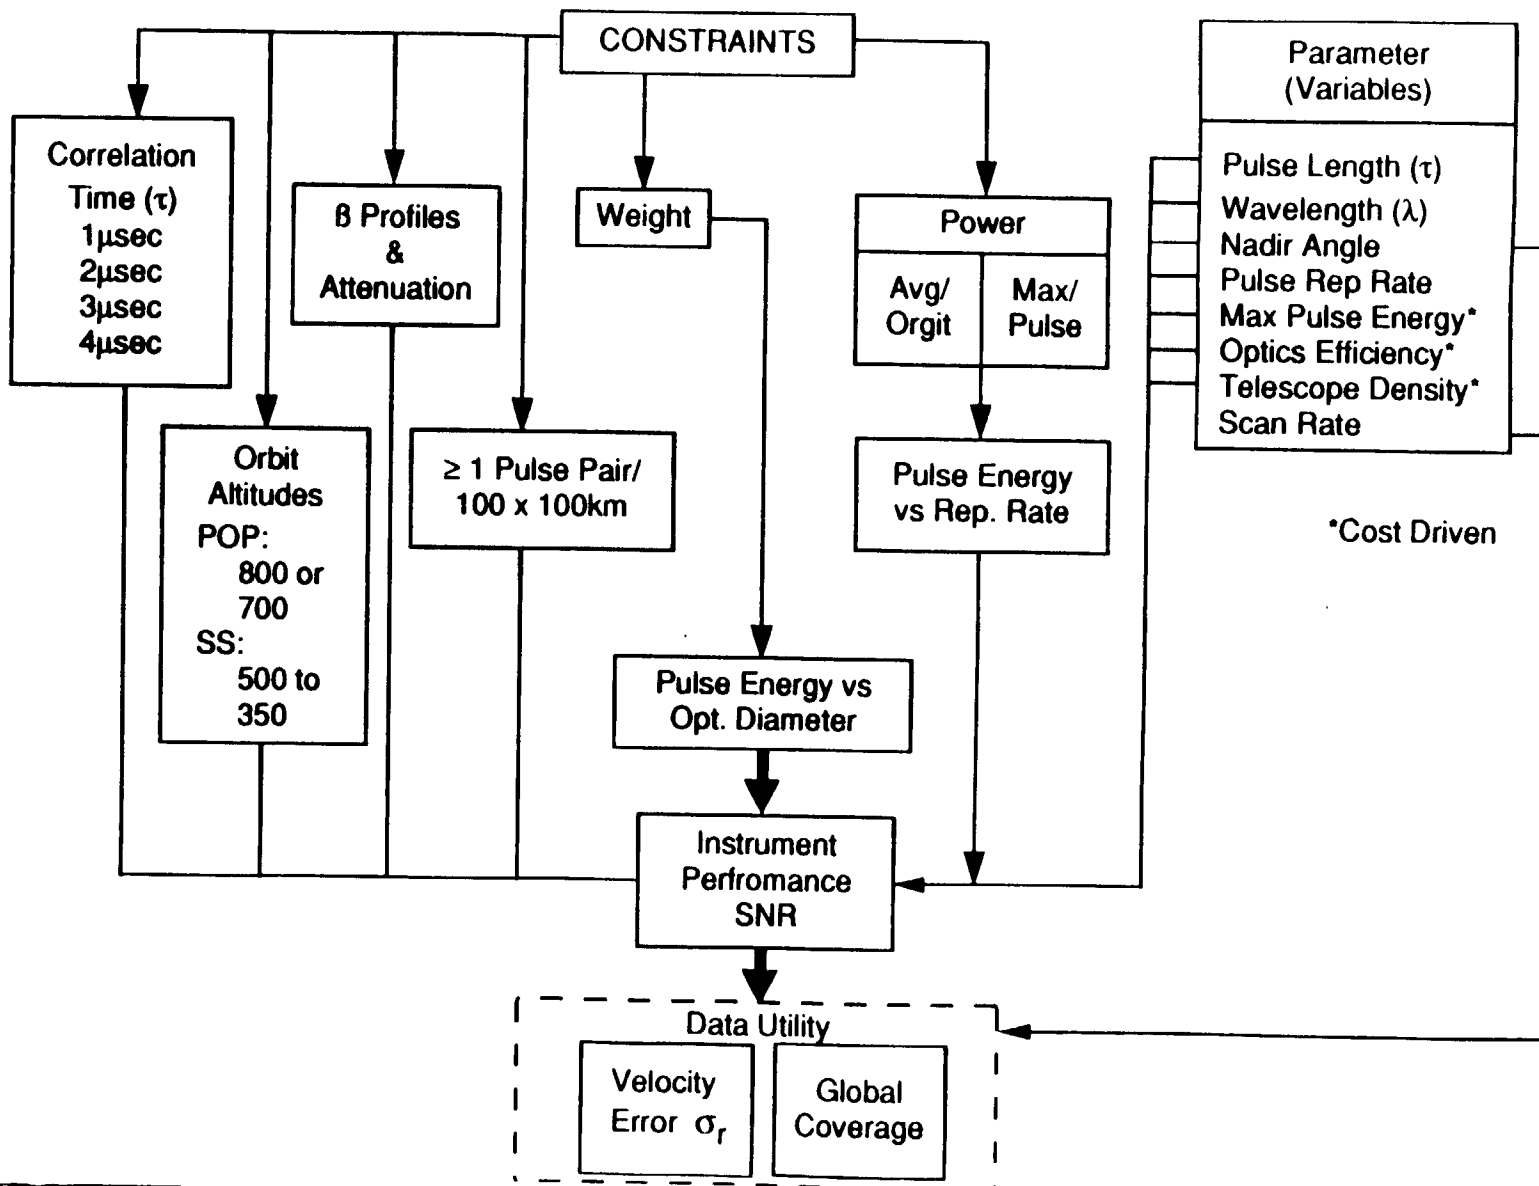 CONSTRAINTS
Correlation
Time (τ)
1μsec
2μsec
3μsec
4μsec
Orbit
Altitudes
POP:
800 or
700
SS:
500 to
350
ß Profiles
&
Attenuation
≥ 1 Pulse Pair/
100 x 100km
Weight
Power
Avg/
Orgit
Max/
Pulse
Pulse Energy
vs Rep. Rate
Pulse Energy vs
Opt. Diameter
Instrument
Perfromance
SNR
Data Utility
Velocity
Error σr
Global
Coverage
Parameter
(Variables)
Pulse Length (τ)
Wavelength (λ)
Nadir Angle
Pulse Rep Rate
Max Pulse Energy*
Optics Efficiency*
Telescope Density*
Scan Rate
*Cost Driven